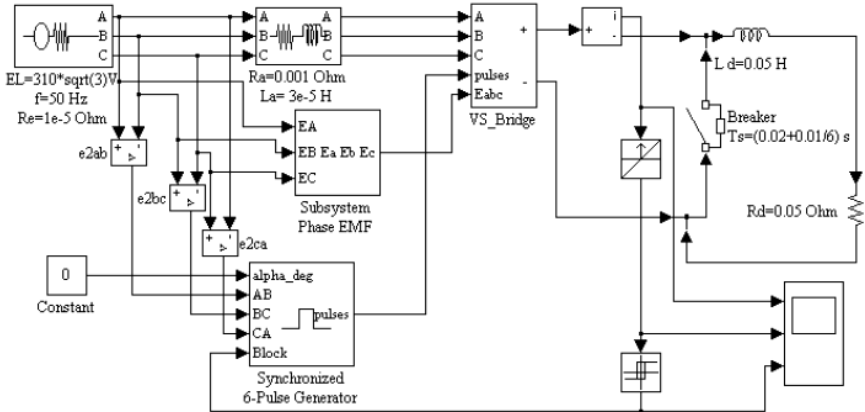 A
B
C
EL=310*sqrt(3)V
f=50 Hz
Re=1e-5 Ohm
A
B
C
A
B
C
Ra=0.001 Ohm
La= 3e-5 H
A
B
C
pulses
Eabc
+
-
VS_Bridge
+
-
i
L d=0.05 H
Breaker
Ts=(0.02+0.01/6) s
Rd=0.05 Ohm
EA
EB Ea Eb Ec
EC
Subsystem
Phase EMF
+
-
v
e2ab
+
-
v
e2bc
+
-
v
e2ca
0
Constant
alpha_deg
AB
BC
CA
Block
pulses
Synchronized
6-Pulse Generator